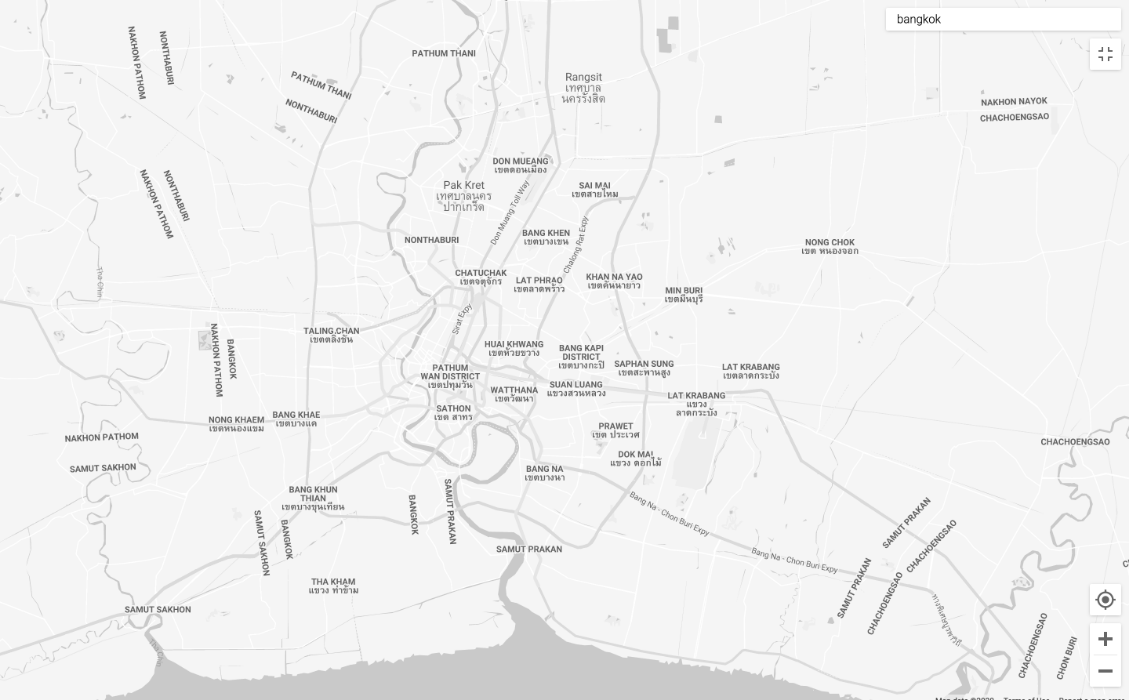 bangkok
PATHUM THANI
NAKHON PATHOM
NONTHABURI
PATHUM THANI
NONTHABURI
Rangsit
เทศบาล
นครรังสิต
NAKHON NAYOK
CHACHOENGSAO
DON MUEANG
เขตดอนเมือง
SAI MAI
เขตสายไหม
Pak Kret
เทศบาลนคร
ปากเกร็ด
NONTHABURI
NAKHON PATHOM
Don Muang Toll Way
Chalong Rat Expy
NONTHABURI
BANG KHEN
เขตบางเขน
NONG CHOK
เขต หนองจอก
CHATUCHAK
เขตจตุจักร
LAT PHRAO
เขตลาดพร้าว
KHAN NA YAO
เขตคันนายาว
MIN BURI
เขตมีนบุรี
Tha Chin
Sirat Expy
TALING CHAN
เขตตลิ่งชัน
NAKHON PATHOM
BANGKOK
HUAI KHWANG
เขตห้วยขวาง
BANG KAPI
DISTRICT
เขตบางกะปิ
SAPHAN SUNG
เขตสะพานสูง
LAT KRABANG
เขตลาดกระบัง
PATHUM
WAN DISTRICT
เขตปทุมวัน
WATTHANA
เขตวัฒนา
SUAN LUANG
แขวงสวนหลวง
LAT KRABANG
แขวง
ลาดกระบัง
SATHON
เขต สาทร
NONG KHAEM
เขตหนองแขม
BANG KHAE
เขตบางแค
PRAWET
เขต ประเวศ
NAKHON PATHOM
SAMUT SAKHON
CHACHOENGSAO
DOK MAI
แขวง ดอกไม้
BANG NA
เขตบางนา
BANG KHUN
THIAN
เขตบางขุนเทียน
BANGKOK
SAMUT PRAKAN
Bang Na - Chon Buri Expy
SAMUT SAKHON
BANGKOK
SAMUT PRAKAN
Bang Na - Chon Buri Expy
SAMUT PRAKAN
CHACHOENGSAO
SAMUT PRAKAN
CHACHOENGSAO
THA KHAM
แขวง ท่าข้าม
SAMUT SAKHON
Tha Chin
CHACHOENGSAO
CHON BURI